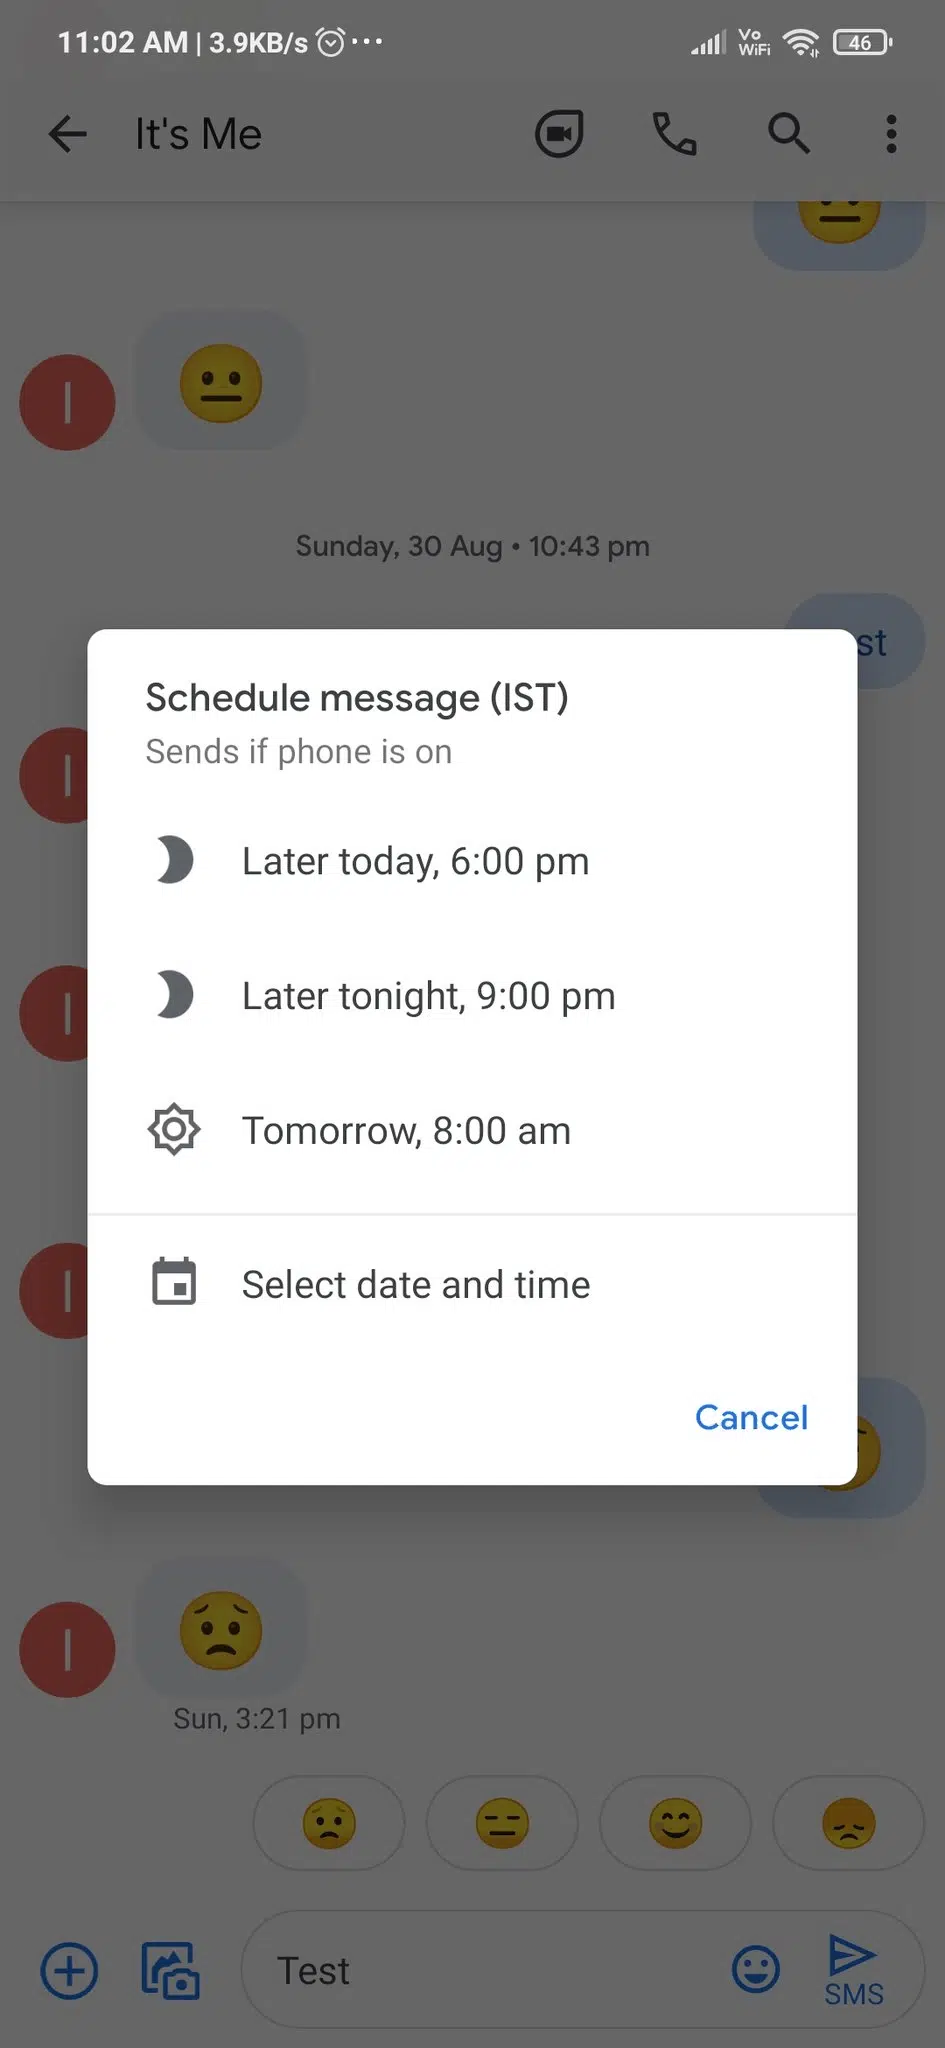 11:02 AM | 3.9KB/s ...
Vo
WiFi
46
It's Me
I
Sunday, 30 Aug • 10:43 pm
st
Schedule message (IST)
Sends if phone is on
I
Later today, 6:00 pm
Later tonight, 9:00 pm
I
Tomorrow, 8:00 am
Select date and time
I
Cancel
I
Sun, 3:21 pm
Test
SMS